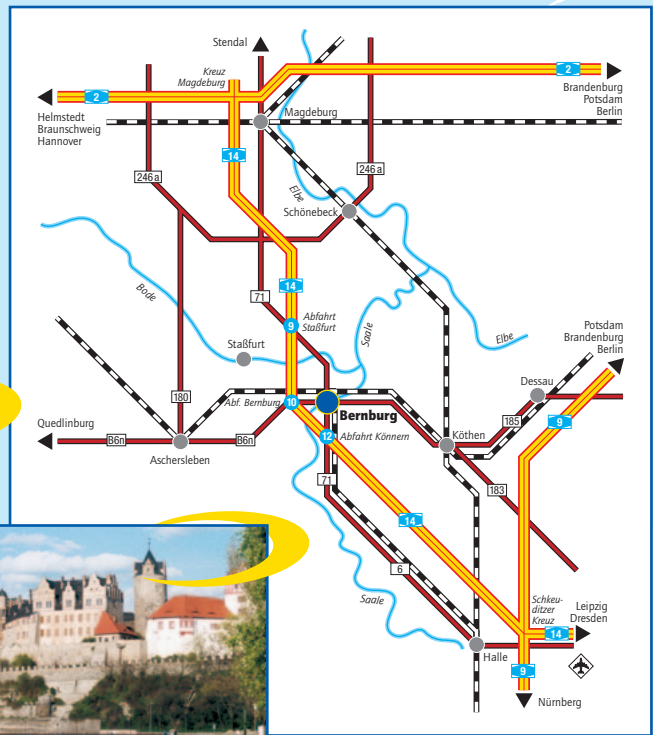 Stendal
Kreuz
Magdeburg
2
2
Brandenburg
Potsdam
Berlin
Helmstedt
Braunschweig
Hannover
Magdeburg
14
246a
246a
Elbe
Schönebeck
Bode
14
71
Abfahrt
Staßfurt
9
Saale
Elbe
Staßfurt
Potsdam
Brandenburg
Berlin
Dessau
180
Abf. Bernburg
10
Bernburg
185
9
Quedlinburg
B6n
B6n
12
Abfahrt Könnern
Köthen
Aschersleben
71
183
14
6
Saale
Schkeu-
ditzer
Kreuz
Leipzig
Dresden
14
Halle
9
Nürnberg